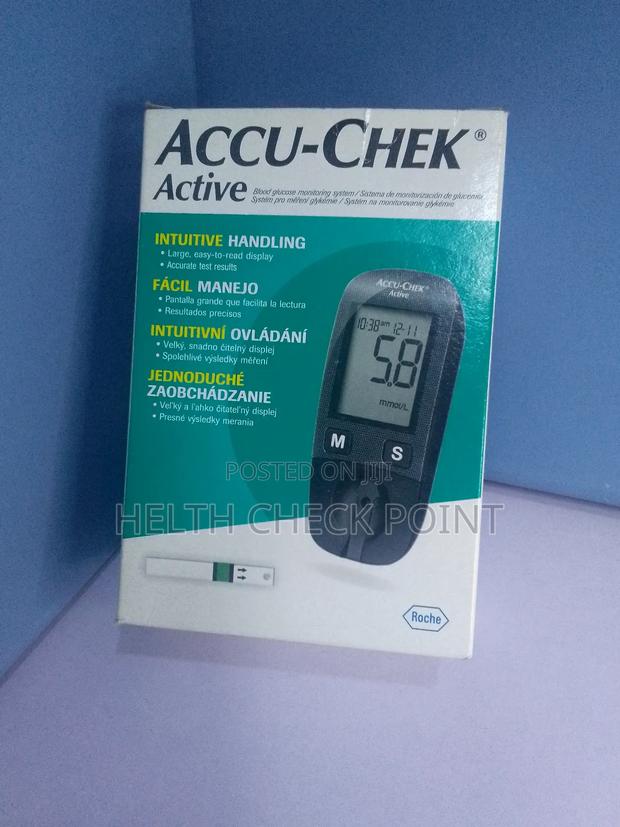 ACCU-CHEK®
Active
Blood glucose monitoring system / Sistema de monitorización de glucemia
Systém pro měření glykémie / Systém na monitorovanie glykémie
INTUITIVE HANDLING
• Large, easy-to-read display
• Accurate test results
FÁCIL MANEJO
• Pantalla grande que facilita la lectura
• Resultados precisos
INTUITIVNÍ OVLÁDÁNÍ
• Velký, snadno čitelný displej
• Spolehlivé výsledky měření
JEDNODUCHÉ
ZAOBCHÁDZANIE
• Veľký a ľahko čitateľný displej
• Presné výsledky merania
ACCU-CHEK®
Active
10:38am 12-11
5.8
mmol/L
M S
POSTED ON JIJI
HELTH CHECK POINT
Roche